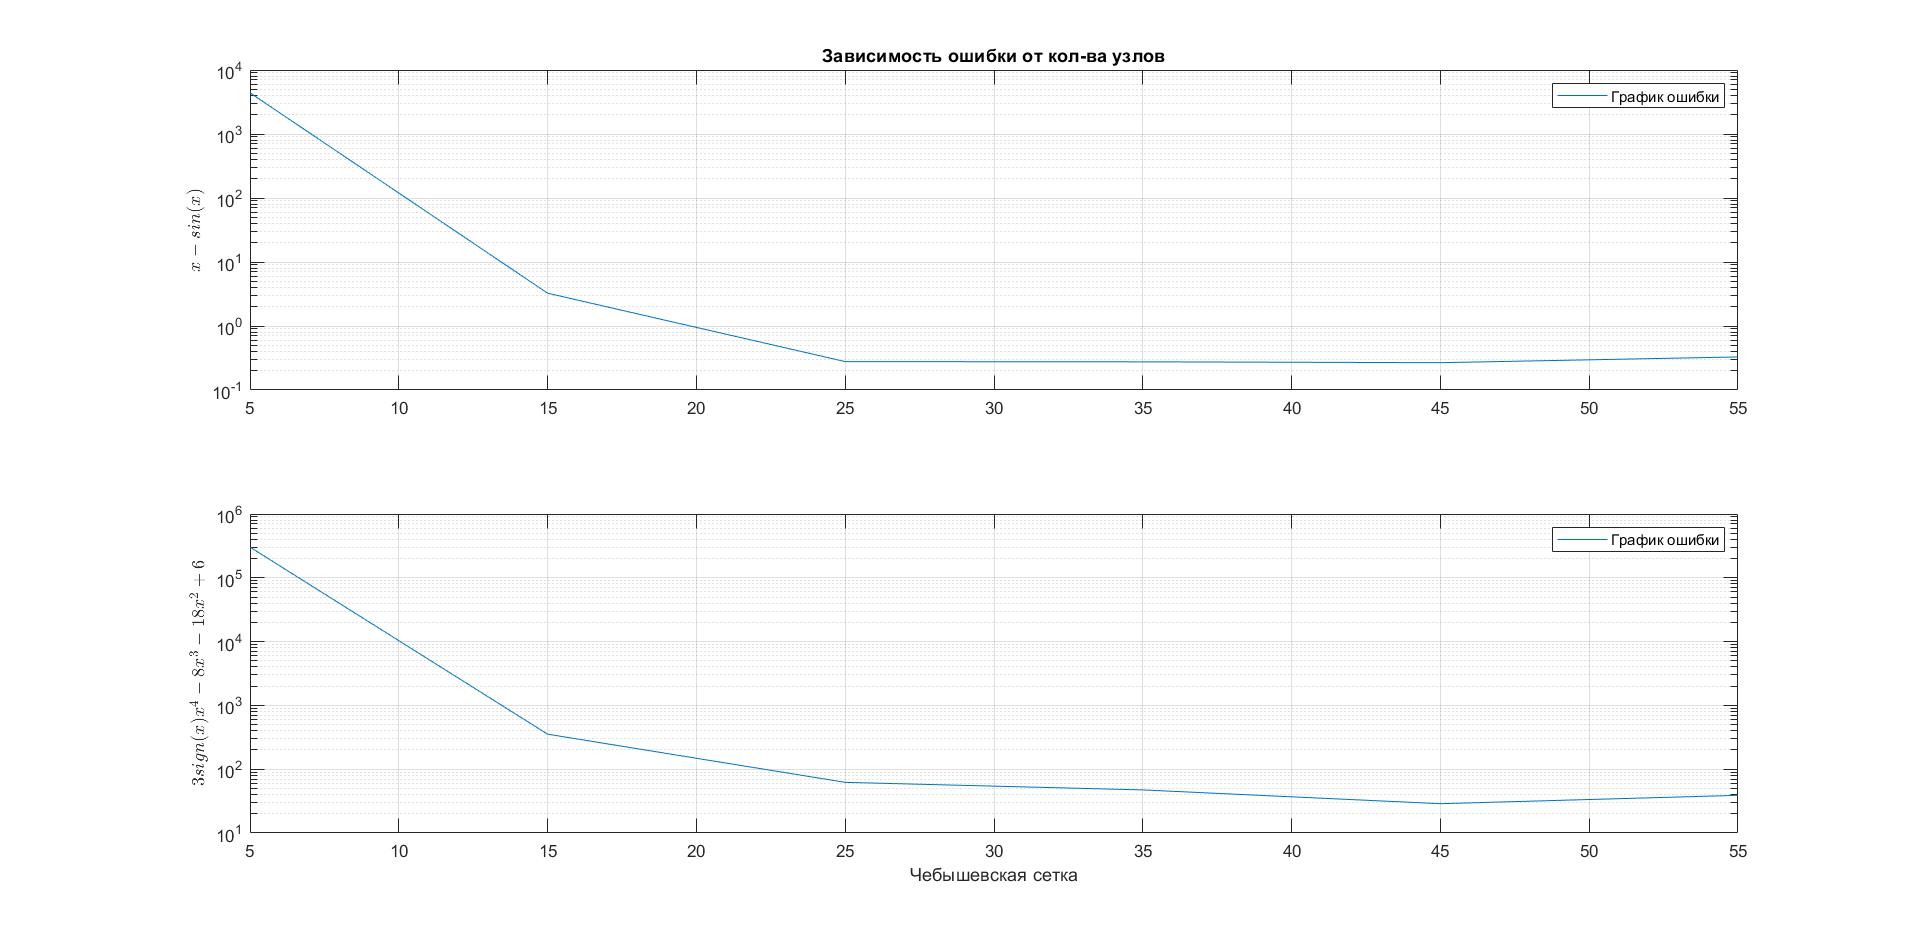 Зависимость ошибки от кол-ва узлов
График ошибки
x − sin(x)
10^4
10^3
10^2
10^1
10^0
10^-1
5 10 15 20 25 30 35 40 45 50 55
График ошибки
3sign(x)x^4 − 8x^3 − 18x^2 + 6
10^6
10^5
10^4
10^3
10^2
10^1
5 10 15 20 25 30 35 40 45 50 55
Чебышевская сетка